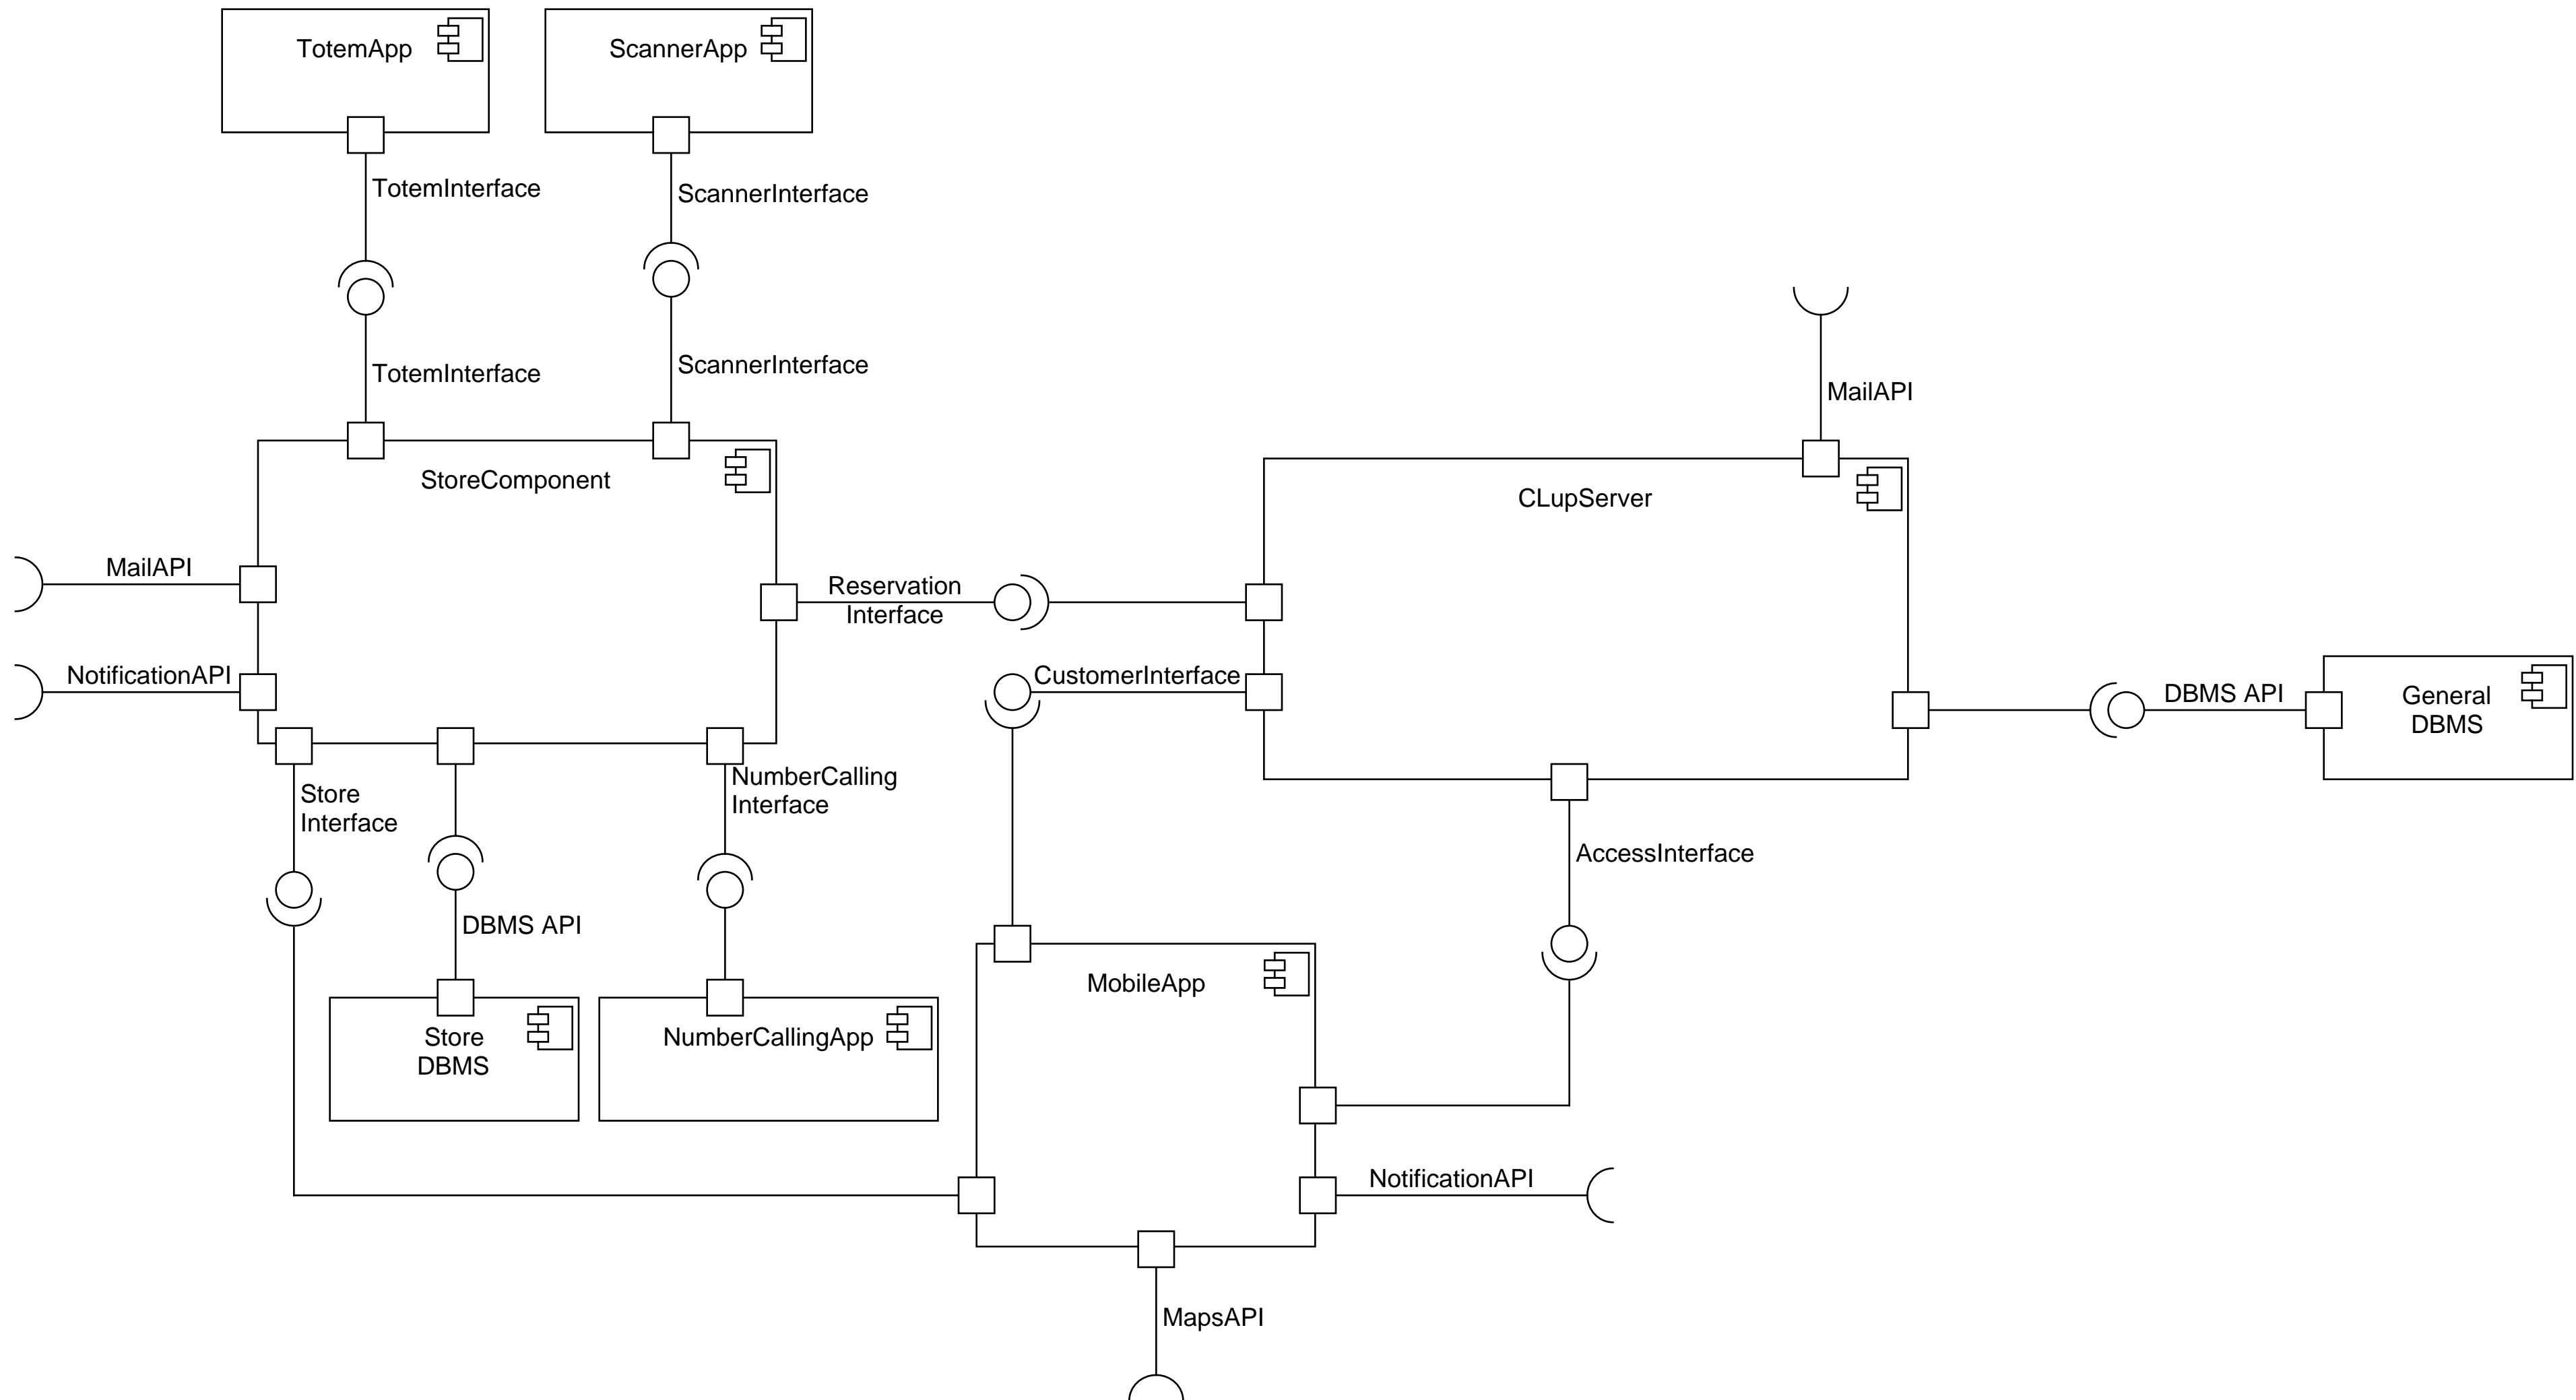 TotemApp
ScannerApp
TotemInterface
ScannerInterface
TotemInterface
ScannerInterface
MailAPI
StoreComponent
CLupServer
MailAPI
Reservation
Interface
NotificationAPI
CustomerInterface
DBMS API
General
DBMS
Store
Interface
NumberCalling
Interface
AccessInterface
DBMS API
MobileApp
Store
DBMS
NumberCallingApp
NotificationAPI
MapsAPI